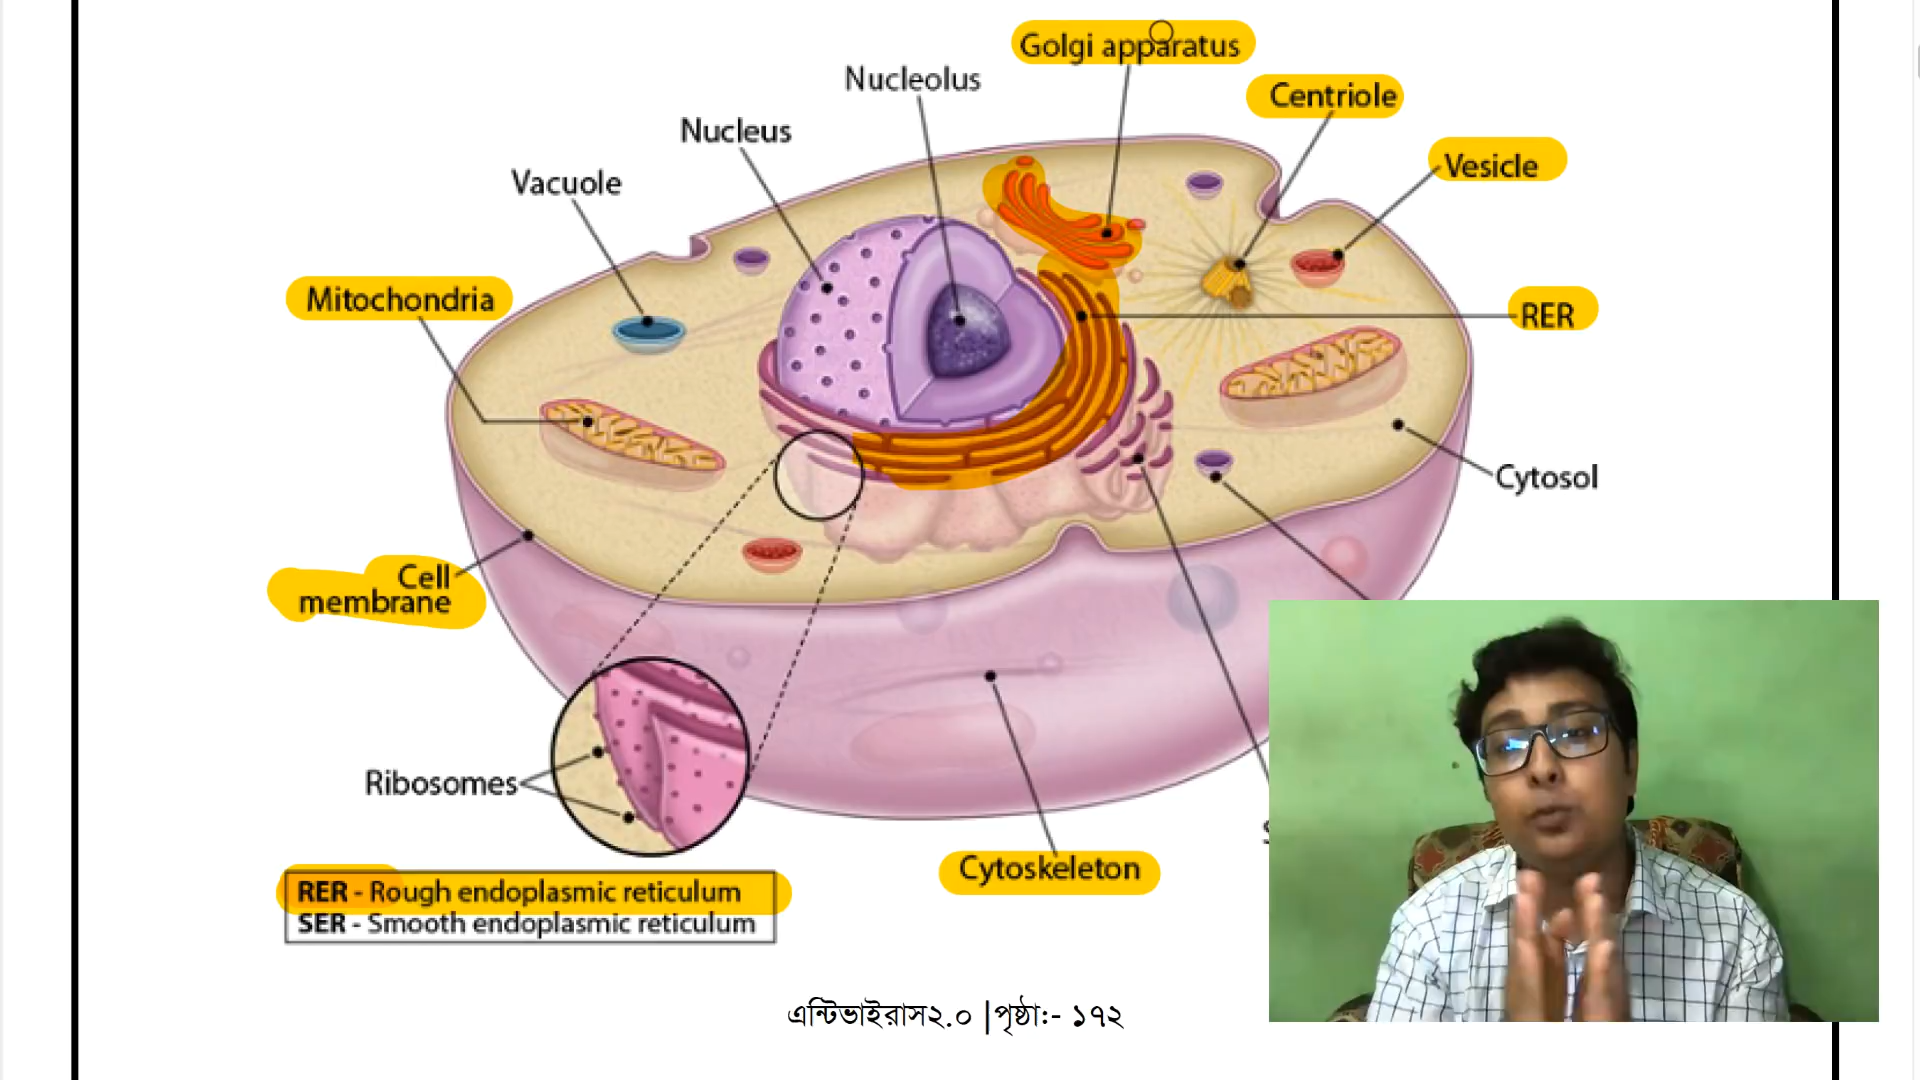 Golgi apparatus
Nucleolus
Centriole
Nucleus
Vesicle
Vacuole
Mitochondria
RER
Cytosol
Cell
membrane
Ribosomes
Cytoskeleton
RER - Rough endoplasmic reticulum
SER - Smooth endoplasmic reticulum
এন্টিভাইরাস২.০ |পৃষ্ঠা:- ১৭২